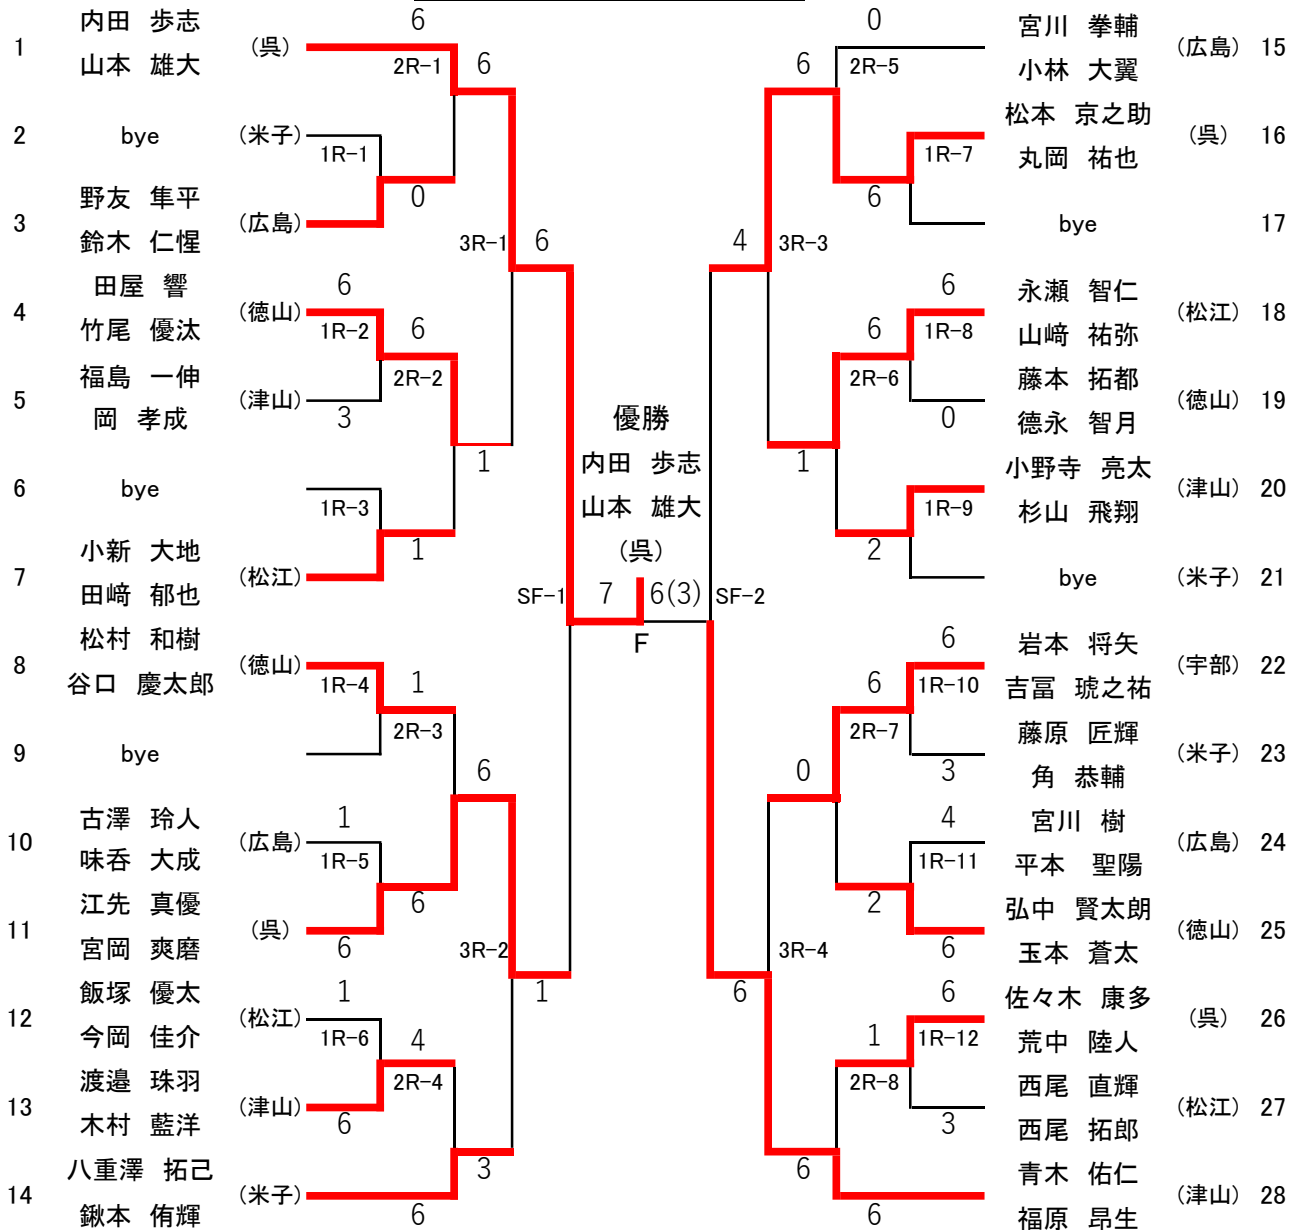 1 内田 歩志 山本 雄大 (呉) 6
2 bye (米子)
1R-1
3 野友 隼平 鈴木 仁惺 (広島)
2R-1
0
6
4 田屋 響 竹尾 優汰 (徳山) 6
1R-2
5 福島 一伸 岡 孝成 (津山) 3
6
2R-2
6 bye
1R-3
7 小新 大地 田﨑 郁也 (松江)
1
1
3R-1
6
8 松村 和樹 谷口 慶太郎 (徳山)
1R-4
9 bye
1
2R-3
10 古澤 玲人 味呑 大成 (広島) 1
1R-5
11 江先 真優 宮岡 爽磨 (呉) 6
6
6
12 飯塚 優太 今岡 佳介 (松江) 1
1R-6
13 渡邉 珠羽 木村 藍洋 (津山) 6
4
2R-4
14 八重澤 拓己 鍬本 侑輝 (米子) 6
3
3R-2
1
SF-1
優勝
内田 歩志
山本 雄大
(呉)
7 6(3)
F
SF-2
0 宮川 拳輔 小林 大翼 (広島) 15
2R-5
松本 京之助 丸岡 祐也 (呉) 16
1R-7
bye 17
6
6
6 永瀬 智仁 山﨑 祐弥 (松江) 18
1R-8
0 藤本 拓都 德永 智月 (徳山) 19
6
2R-6
小野寺 亮太 杉山 飛翔 (津山) 20
1R-9
bye (米子) 21
2
1
3R-3
4
6 岩本 将矢 吉冨 琥之祐 (宇部) 22
1R-10
3 藤原 匠輝 角 恭輔 (米子) 23
6
2R-7
4 宮川 樹 平本 聖陽 (広島) 24
1R-11
6 弘中 賢太朗 玉本 蒼太 (徳山) 25
2
0
6 佐々木 康多 荒中 陸人 (呉) 26
1R-12
3 西尾 直輝 西尾 拓郎 (松江) 27
1
2R-8
6 青木 佑仁 福原 昂生 (津山) 28
6
3R-4
6